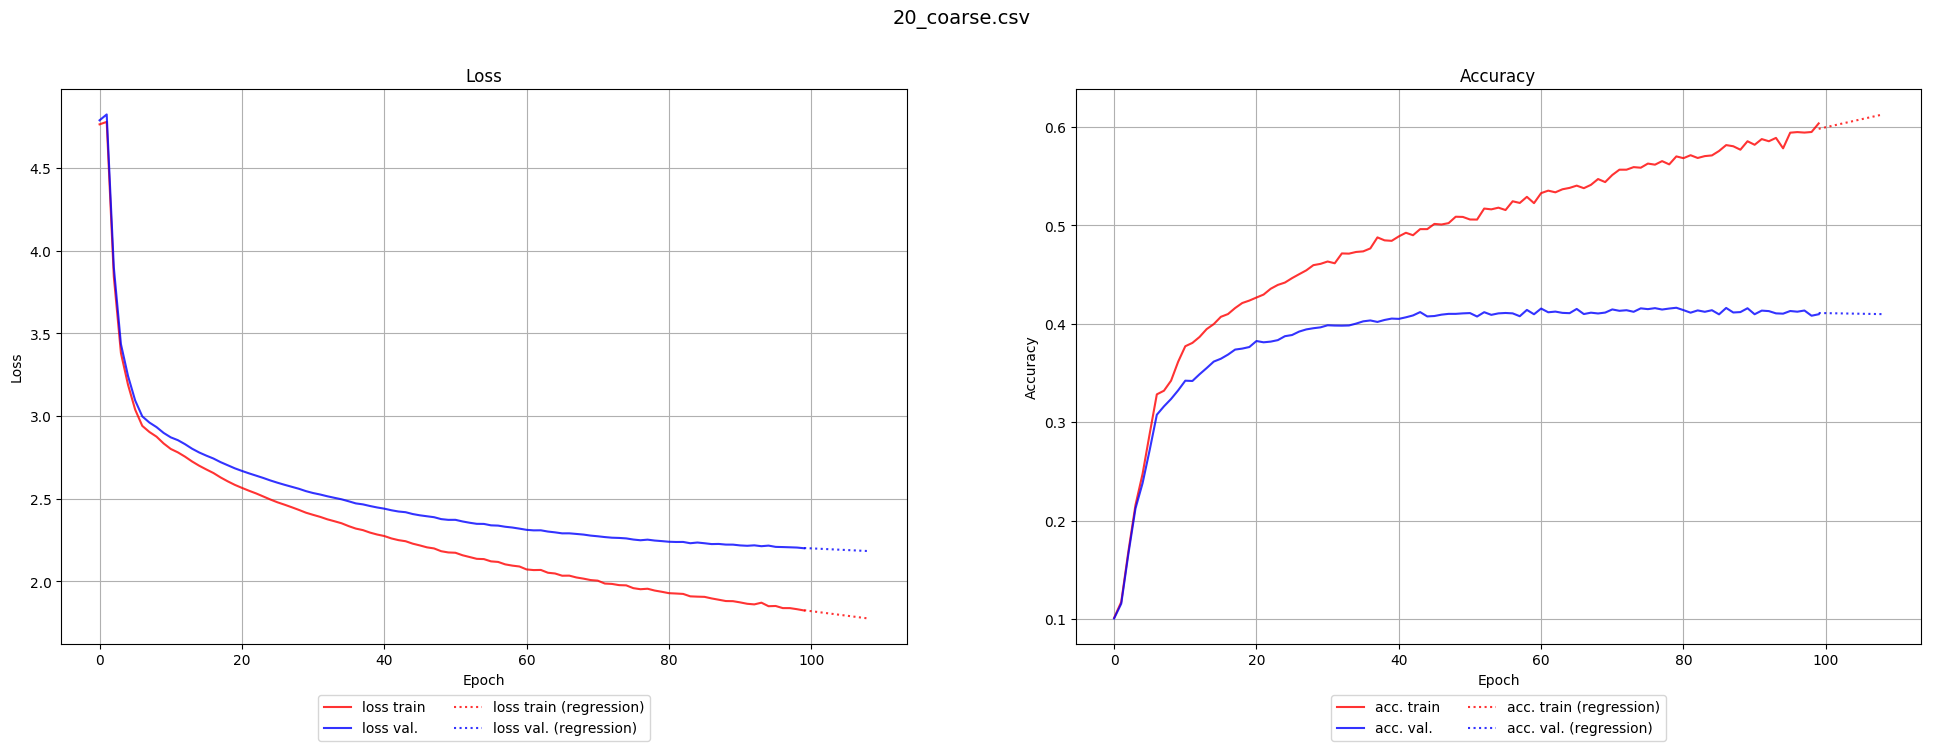 20_coarse.csv
Loss
Loss
4.5
4.0
3.5
3.0
2.5
2.0
0 20 40 60 80 100
Epoch
loss train
loss val.
loss train (regression)
loss val. (regression)
Accuracy
Accuracy
0.6
0.5
0.4
0.3
0.2
0.1
0 20 40 60 80 100
Epoch
acc. train
acc. val.
acc. train (regression)
acc. val. (regression)